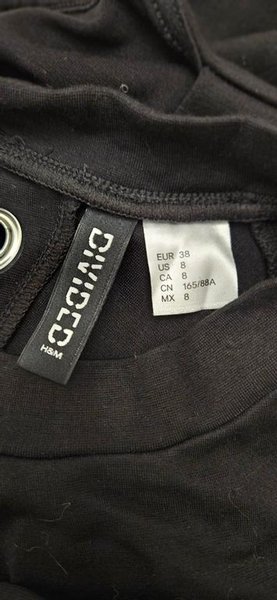 DIVIDED
H&M
EUR 38
US 8
CA 8
CN 165/88A
MX 8